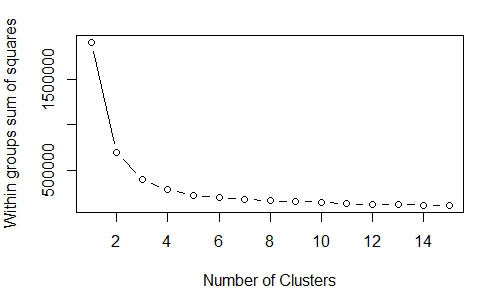 Within groups sum of squares
1500000
500000
2 4 6 8 10 12 14
Number of Clusters